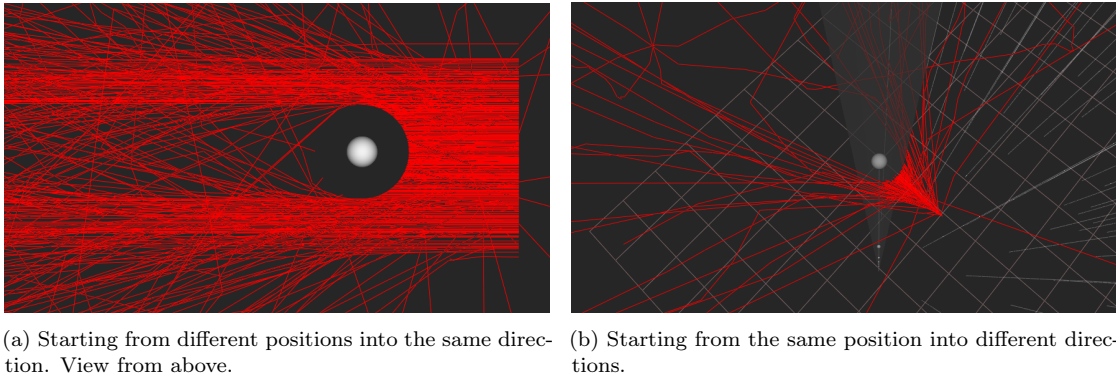 (a) Starting from different positions into the same direc-
tion. View from above.
(b) Starting from the same position into different direc-
tions.